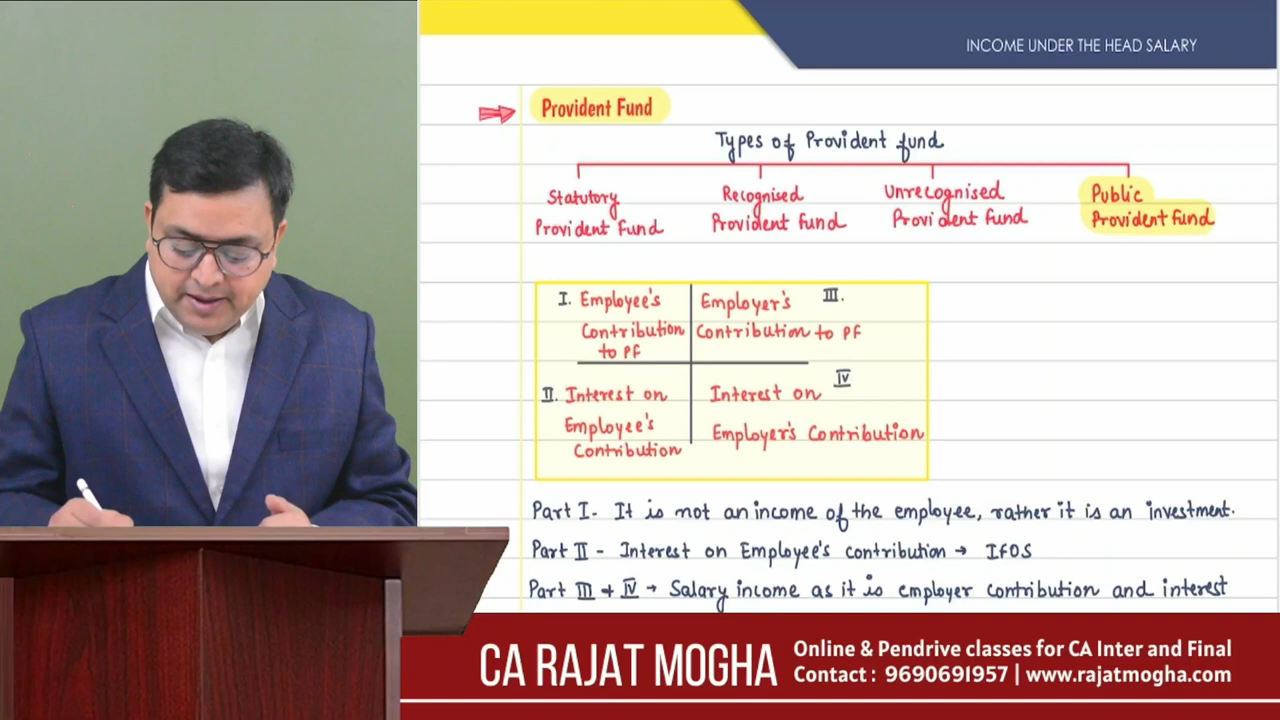 INCOME UNDER THE HEAD SALARY
Provident Fund
Types of Provident fund
Statutory
Provident Fund
Recognised
Provident fund
Unrecognised
Provident fund
Public
Provident fund
I. Employee's
Contribution
to PF
Employer's III.
Contribution to PF
II. Interest on
Employee's
Contribution
Interest on IV
Employer's Contribution
Part I- It is not an income of the employee, rather it is an investment.
Part II - Interest on Employee's contribution → IFOS
Part III + IV → Salary income as it is employer contribution and interest
CA RAJAT MOGHA
Online & Pendrive classes for CA Inter and Final
Contact : 9690691957 | www.rajatmogha.com